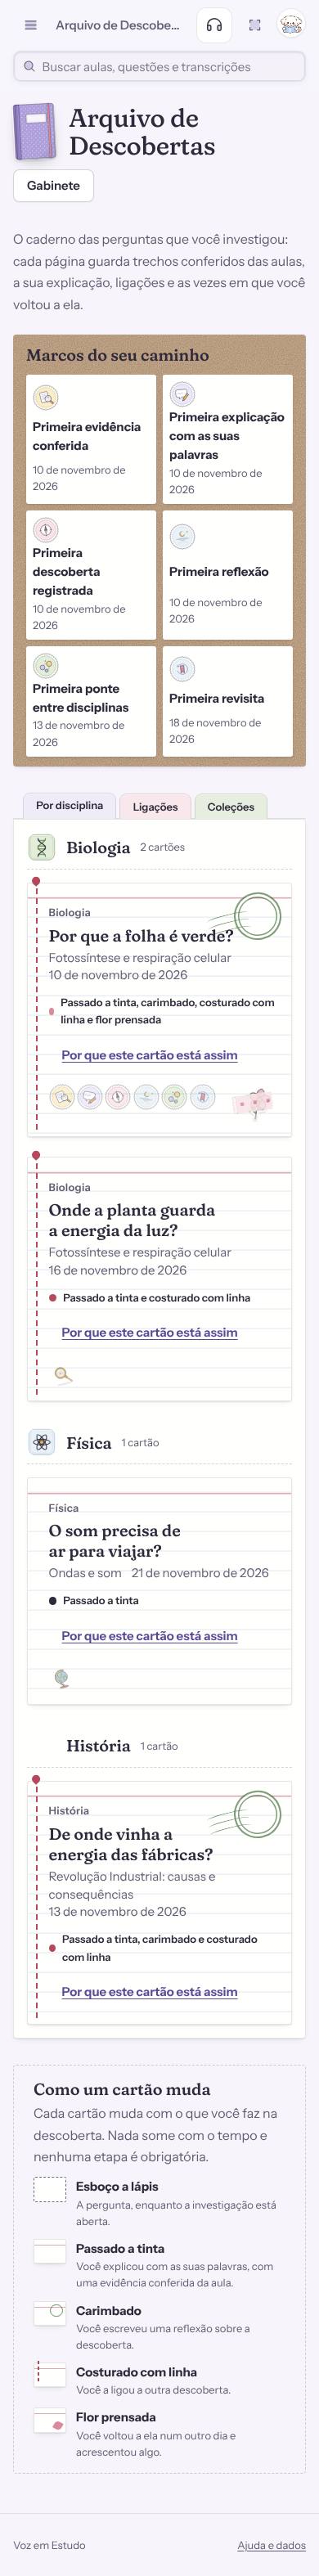 Arquivo de Descobe...
Buscar aulas, questões e transcrições
Arquivo de
Descobertas
Gabinete
O caderno das perguntas que você investigou:
cada página guarda trechos conferidos das aulas,
a sua explicação, ligações e as vezes em que você
voltou a ela.
Marcos do seu caminho
Primeira evidência
conferida
10 de novembro de
2026
Primeira explicação
com as suas
palavras
10 de novembro de
2026
Primeira
descoberta
registrada
10 de novembro de
2026
Primeira reflexão
10 de novembro de
2026
Primeira ponte
entre disciplinas
13 de novembro de
2026
Primeira revisita
18 de novembro de
2026
Por disciplina
Ligações
Coleções
Biologia 2 cartões
Biologia
Por que a folha é verde?
Fotossíntese e respiração celular
10 de novembro de 2026
Passado a tinta, carimbado, costurado com
linha e flor prensada
Por que este cartão está assim
Biologia
Onde a planta guarda
a energia da luz?
Fotossíntese e respiração celular
16 de novembro de 2026
Passado a tinta e costurado com linha
Por que este cartão está assim
Física 1 cartão
Física
O som precisa de
ar para viajar?
Ondas e som 21 de novembro de 2026
Passado a tinta
Por que este cartão está assim
História 1 cartão
História
De onde vinha a
energia das fábricas?
Revolução Industrial: causas e
consequências
13 de novembro de 2026
Passado a tinta, carimbado e costurado
com linha
Por que este cartão está assim
Como um cartão muda
Cada cartão muda com o que você faz na
descoberta. Nada some com o tempo e
nenhuma etapa é obrigatória.
Esboço a lápis
A pergunta, enquanto a investigação está
aberta.
Passado a tinta
Você explicou com as suas palavras, com
uma evidência conferida da aula.
Carimbado
Você escreveu uma reflexão sobre a
descoberta.
Costurado com linha
Você a ligou a outra descoberta.
Flor prensada
Você voltou a ela num outro dia e
acrescentou algo.
Voz em Estudo
Ajuda e dados